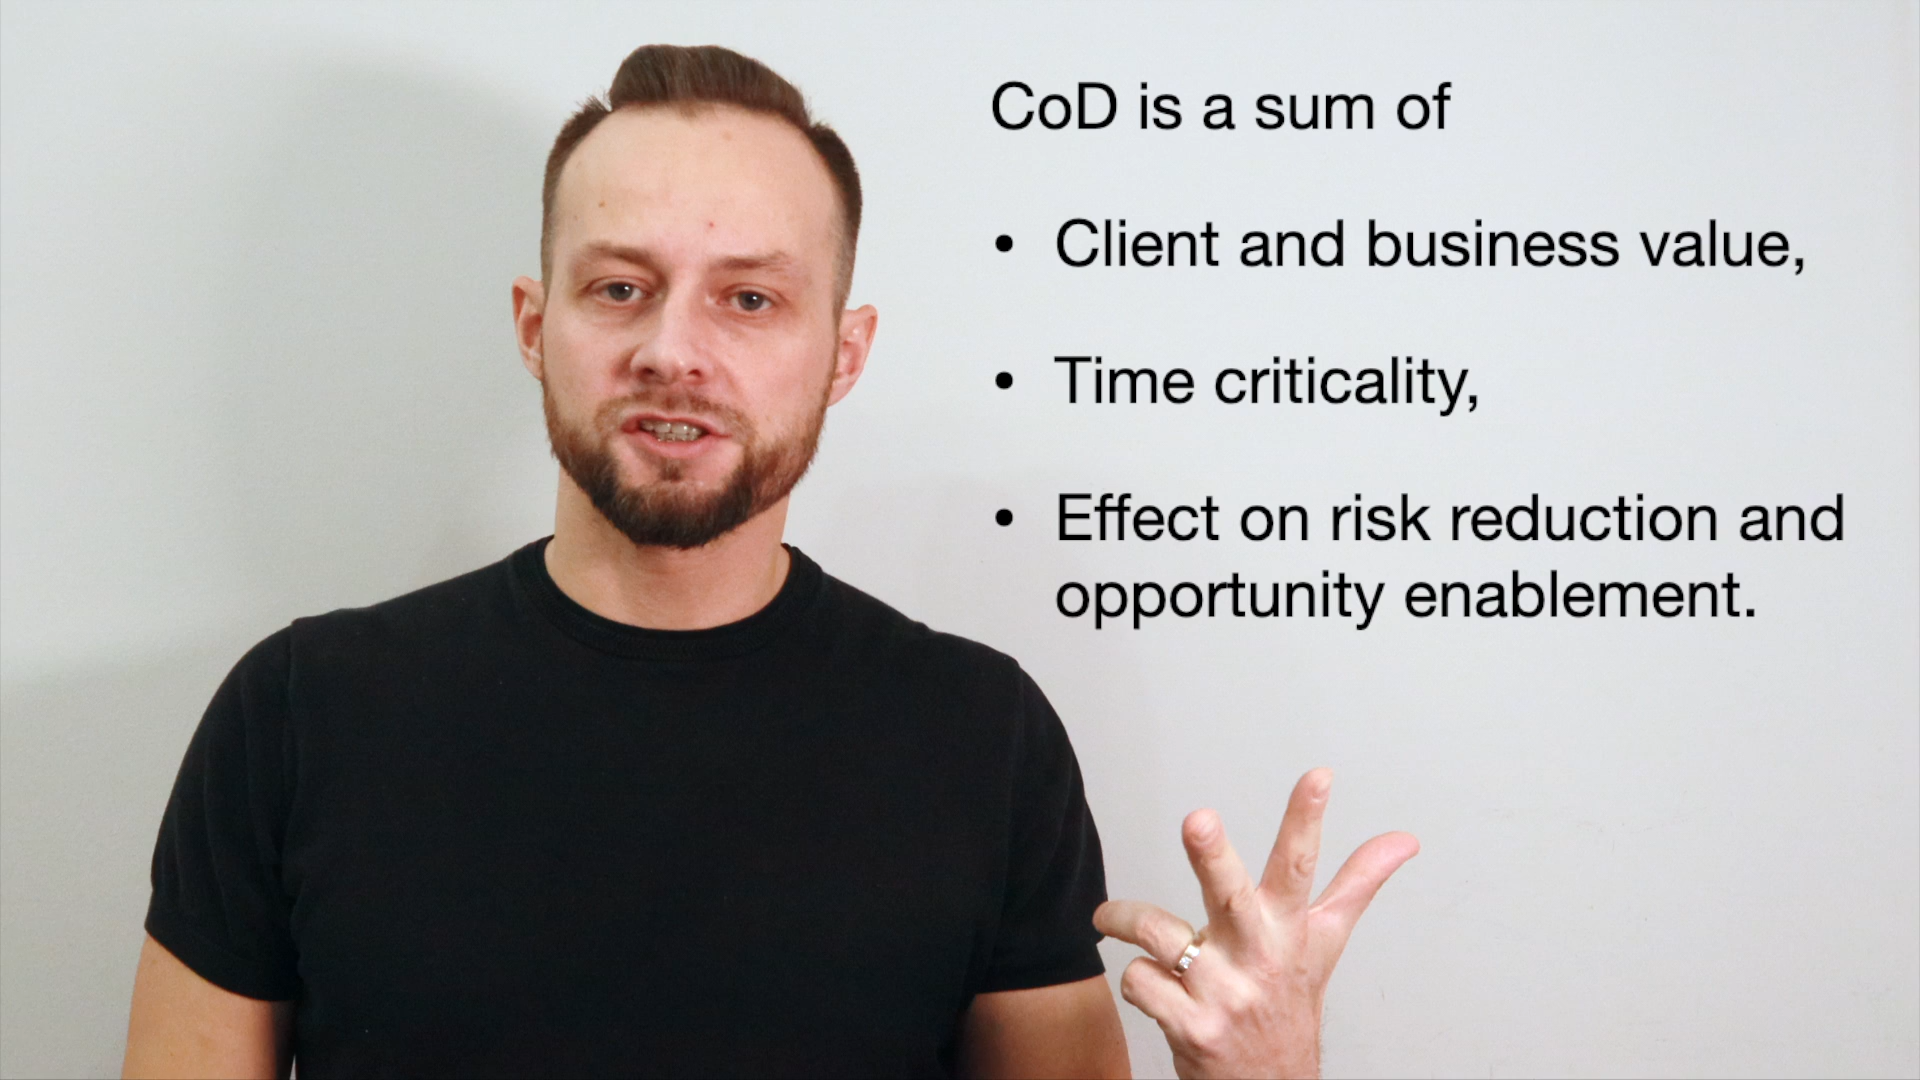 CoD is a sum of
• Client and business value,
• Time criticality,
• Effect on risk reduction and
opportunity enablement.